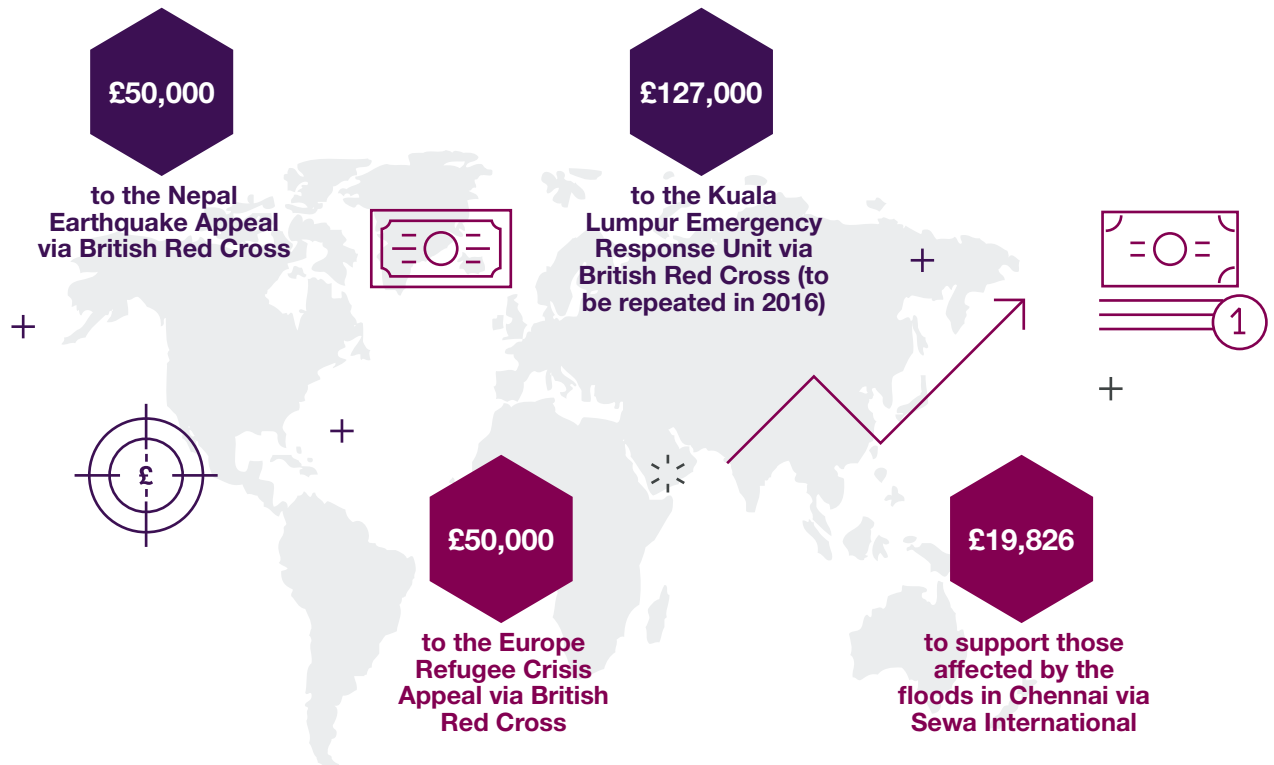 £50,000
to the Nepal
Earthquake Appeal
via British Red Cross
£127,000
to the Kuala
Lumpur Emergency
Response Unit via
British Red Cross (to
be repeated in 2016)
1
£
£50,000
to the Europe
Refugee Crisis
Appeal via British
Red Cross
£19,826
to support those
affected by the
floods in Chennai via
Sewa International